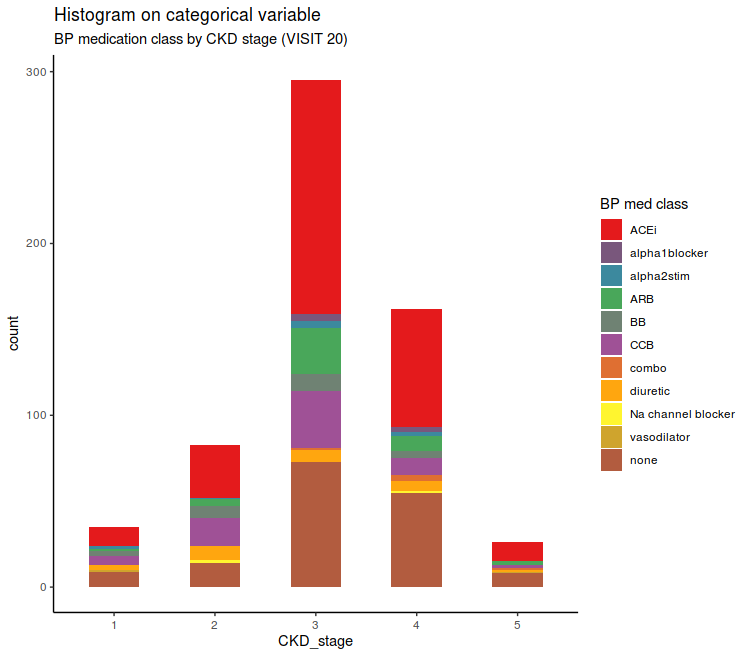 Histogram on categorical variable
BP medication class by CKD stage (VISIT 20)
300
200
100
0
count
1
2
3
4
5
CKD_stage
BP med class
ACEi
alpha1blocker
alpha2stim
ARB
BB
CCB
combo
diuretic
Na channel blocker
vasodilator
none